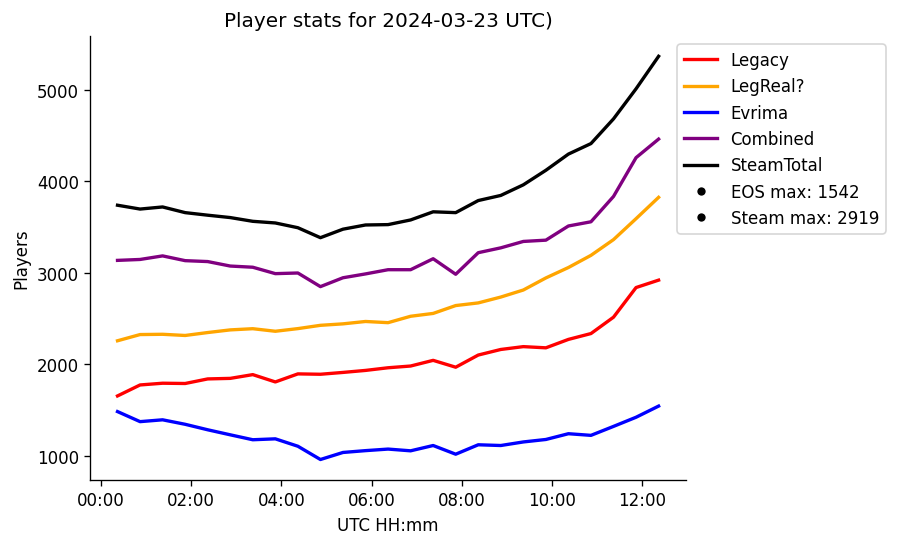 Player stats for 2024-03-23 UTC)
Players
5000
4000
3000
2000
1000
00:00 02:00 04:00 06:00 08:00 10:00 12:00
UTC HH:mm
Legacy
LegReal?
Evrima
Combined
SteamTotal
EOS max: 1542
Steam max: 2919